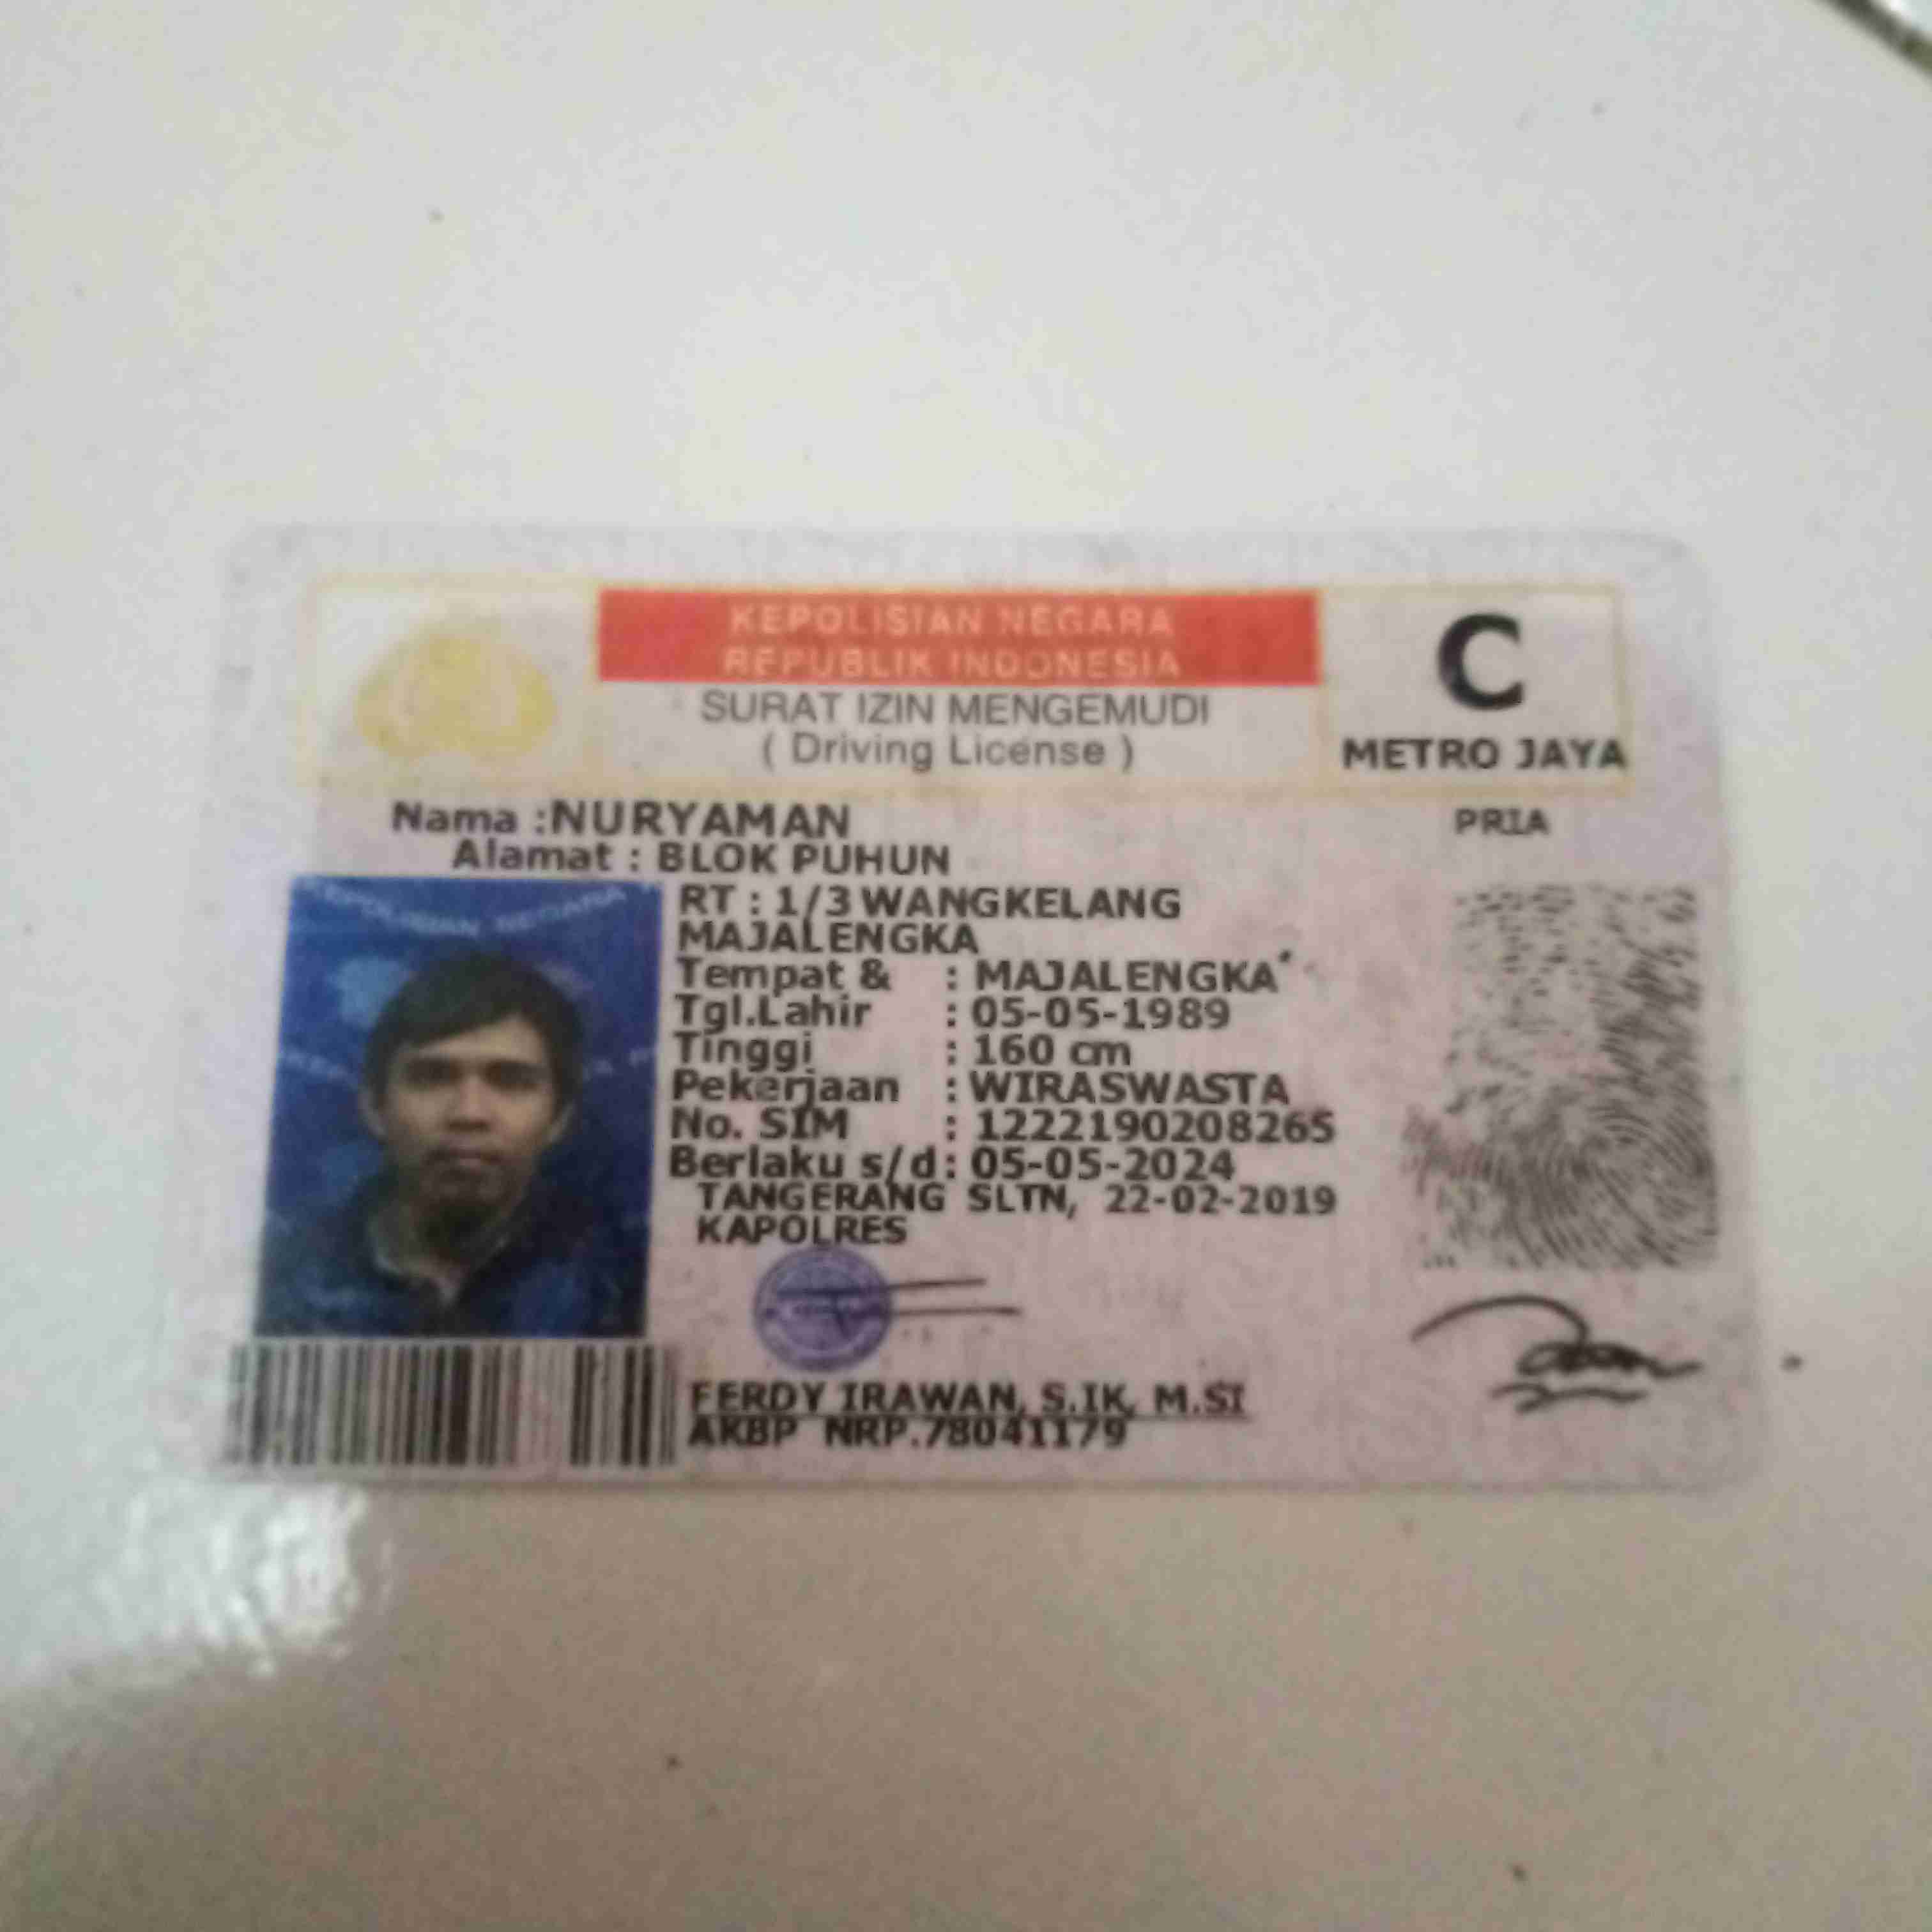 KEPOLISIAN NEGARA
REPUBLIK INDONESIA
SURAT IZIN MENGEMUDI
( Driving License )
C
METRO JAYA
Nama :NURYAMAN
PRIA
Alamat : BLOK PUHUN
RT : 1/3 WANGKELANG
MAJALENGKA
Tempat & : MAJALENGKA
Tgl.Lahir : 05-05-1989
Tinggi : 160 cm
Pekerjaan : WIRASWASTA
No. SIM : 1222190208265
Berlaku s/d : 05-05-2024
TANGERANG SLTN, 22-02-2019
KAPOLRES
FERDY IRAWAN, S.IK, M.SI
AKBP NRP.78041179
KEPOLISIAN NEGARA